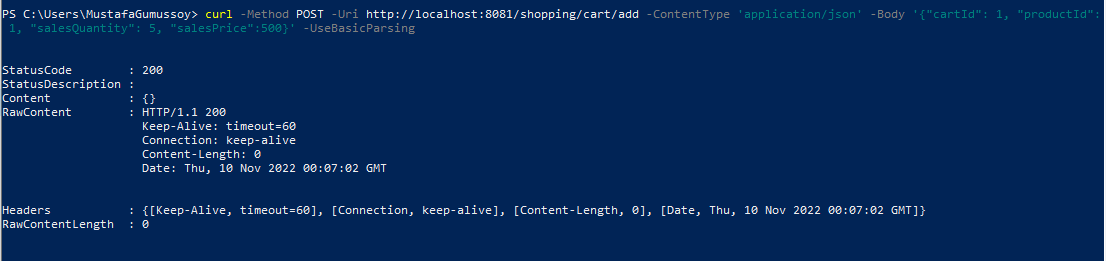 PS C:\Users\MustafaGumussoy> curl -Method POST -Uri http://localhost:8081/shopping/cart/add -ContentType 'application/json' -Body '{"cartId": 1, "productId":
1, "salesQuantity": 5, "salesPrice":500}' -UseBasicParsing
StatusCode : 200
StatusDescription :
Content : {}
RawContent : HTTP/1.1 200
Keep-Alive: timeout=60
Connection: keep-alive
Content-Length: 0
Date: Thu, 10 Nov 2022 00:07:02 GMT
Headers : {[Keep-Alive, timeout=60], [Connection, keep-alive], [Content-Length, 0], [Date, Thu, 10 Nov 2022 00:07:02 GMT]}
RawContentLength : 0